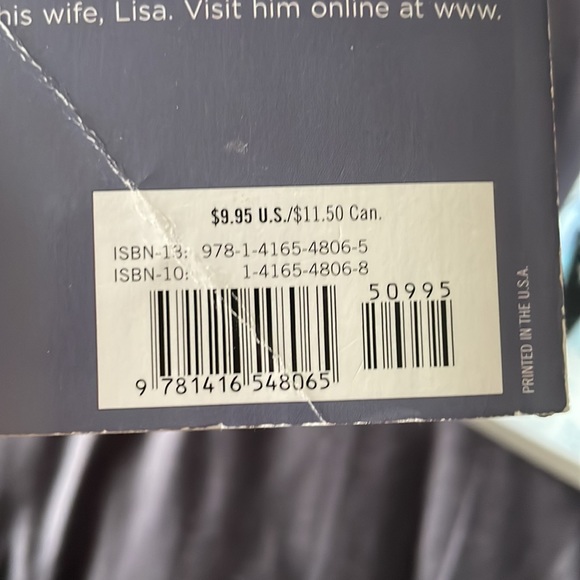 his wife, Lisa. Visit him online at www.
$9.95 U.S./$11.50 Can.
ISBN-13: 978-1-4165-4806-5
ISBN-10: 1-4165-4806-8
50995
9 781416 548065
PRINTED IN THE U.S.A.